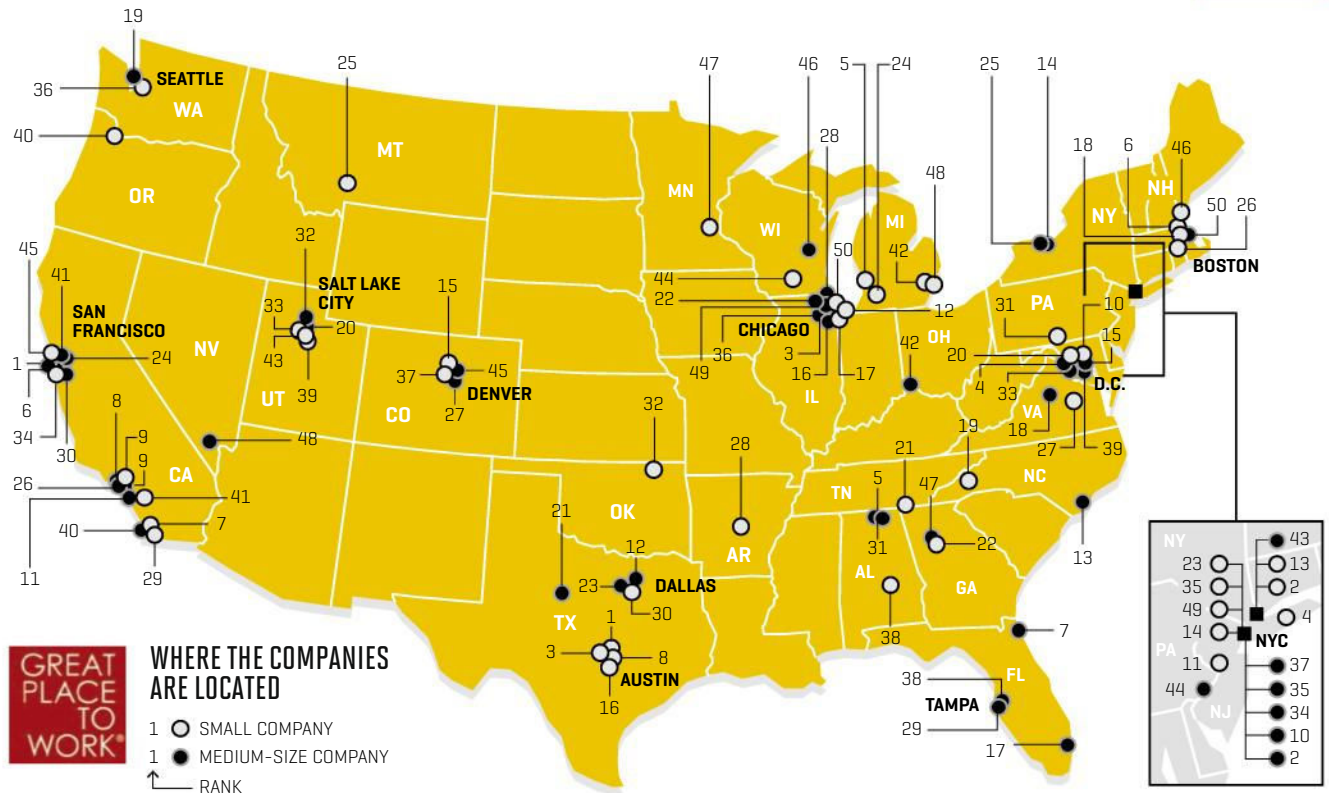 19
25
47
46
5
24
25
14
36
SEATTLE
WA
40
MT
28
18
6
46
48
OR
MN
WI
MI
NY
NH
50
26
BOSTON
45
41
SAN
FRANCISCO
32
SALT LAKE
CITY
33
20
43
39
15
44
22
50
42
12
CHICAGO
49
36
3
16
17
31
PA
10
15
20
4
D.C.
33
1
24
6
34
30
NV
UT
37
45
DENVER
27
CO
IL
42
OH
VA
18
27
39
8
9
9
26
CA
48
41
11
40
7
29
32
28
19
21
47
NC
TN
5
31
OK
AR
AL
22
GA
13
21
12
23
DALLAS
30
TX
1
3
8
AUSTIN
16
38
7
FL
38
TAMPA
29
17
NY
43
23
13
35
2
49
4
14
NYC
PA
11
37
44
35
NJ
34
10
2
GREAT
PLACE
TO
WORK®
WHERE THE COMPANIES
ARE LOCATED
1 SMALL COMPANY
1 MEDIUM-SIZE COMPANY
RANK